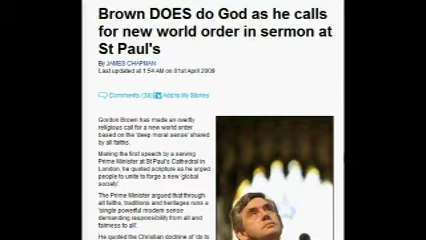 Brown DOES do God as he calls
for new world order in sermon at
St Paul's
By JAMES CHAPMAN
Last updated at 1:54 AM on 01st April 2009
Comments (38) Add to My Stories
Gordon Brown has made an overtly
religious call for a new world order
based on the 'deep moral sense' shared
by all faiths.
Making the first speech by a serving
Prime Minister at St Paul's Cathedral in
London, he quoted scripture as he urged
people to unite to forge a new 'global
society'.
The Prime Minister argued that through
all faiths, traditions and heritages runs a
'single powerful modern sense
demanding responsibility from all and
fairness to all'.
He quoted the Christian doctrine of 'do to